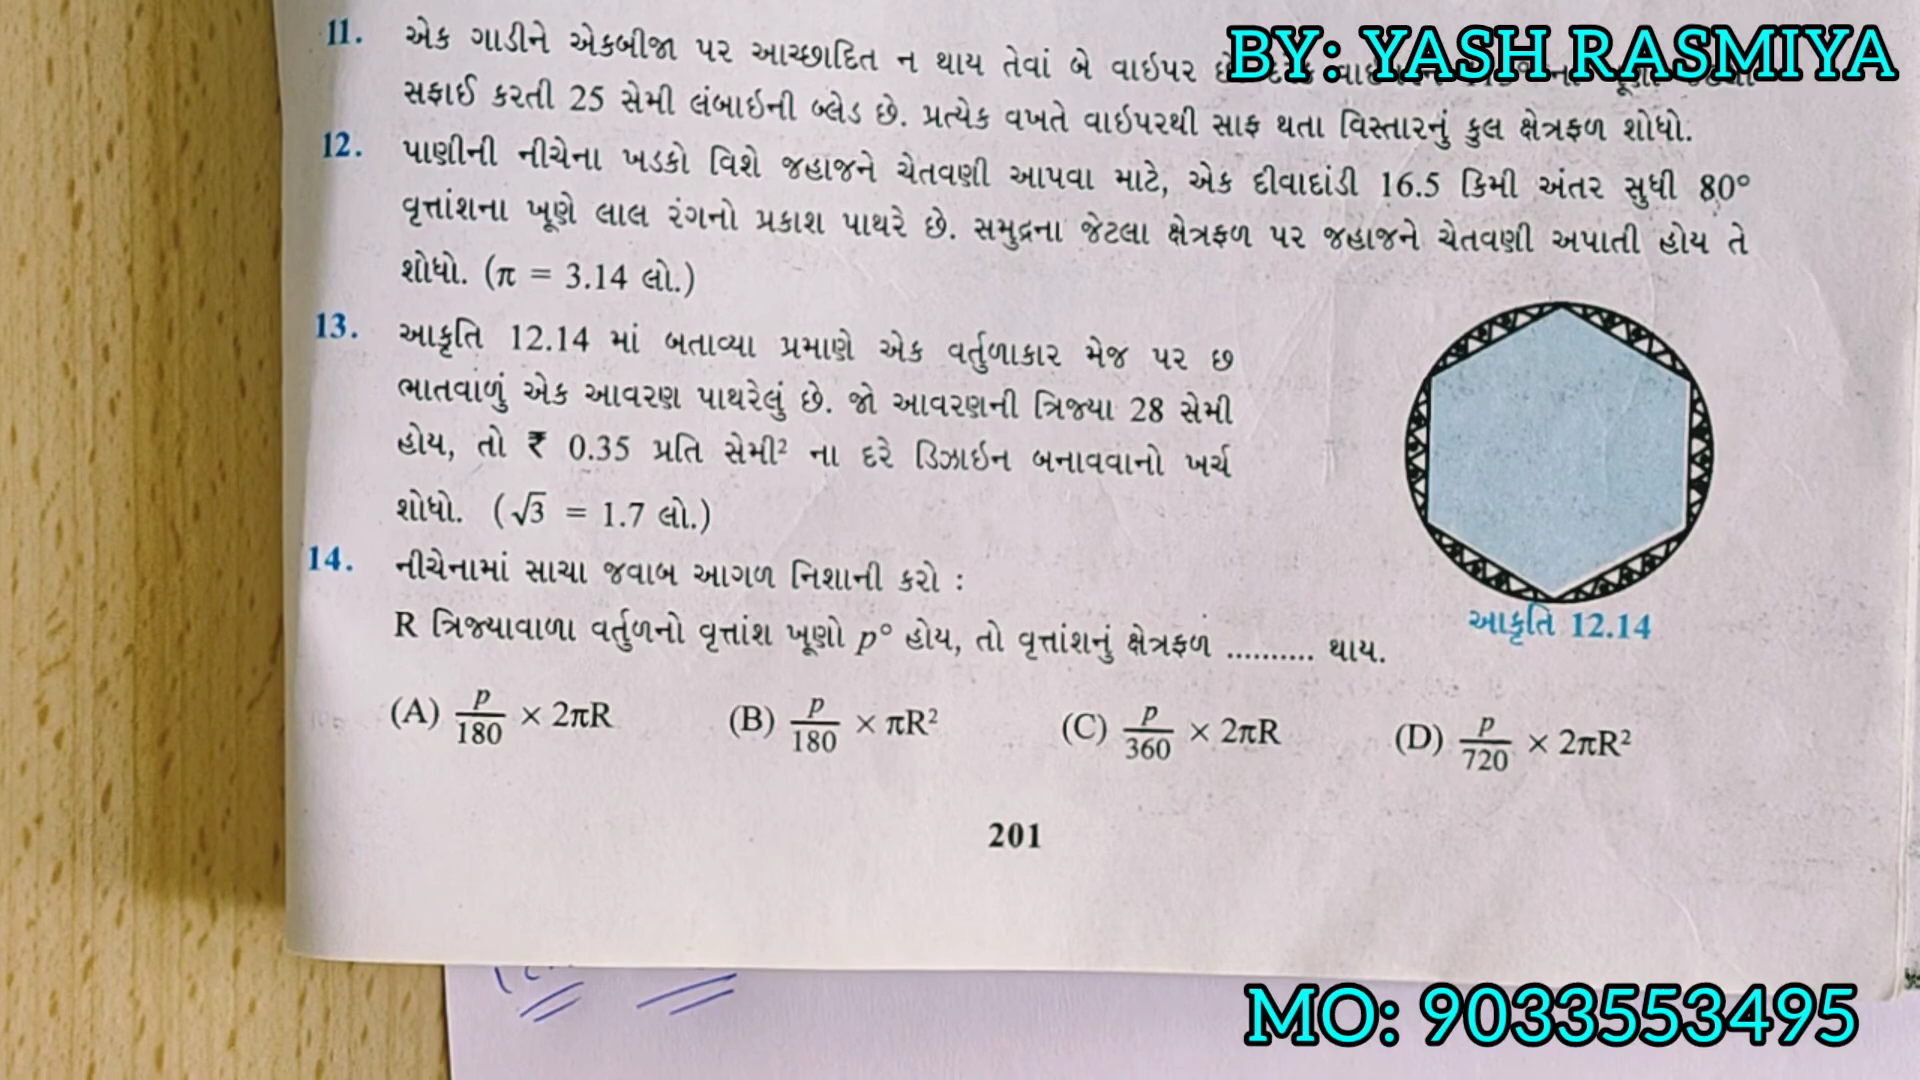 BY: YASH RASMIYA
11. એક ગાડીને એકબીજા પર આચ્છાદિત ન થાય તેવાં બે વાઇપર
સફાઈ કરતી 25 સેમી લંબાઇની બ્લેડ છે. પ્રત્યેક વખતે વાઇપરથી સાફ થતા વિસ્તારનું કુલ ક્ષેત્રફળ શોધો.
12. પાણીની નીચેના ખડકો વિશે જહાજને ચેતવણી આપવા માટે, એક દીવાદાંડી 16.5 કિમી અંતર સુધી 80°
વૃત્તાંશના ખૂણે લાલ રંગનો પ્રકાશ પાથરે છે. સમુદ્રના જેટલા ક્ષેત્રફળ પર જહાજને ચેતવણી અપાતી હોય તે
શોધો. (π = 3.14 લો.)
13. આકૃતિ 12.14 માં બતાવ્યા પ્રમાણે એક વર્તુળાકાર મેજ પર છ
ભાતવાળું એક આવરણ પાથરેલું છે. જો આવરણની ત્રિજ્યા 28 સેમી
હોય, તો ₹ 0.35 પ્રતિ સેમી² ના દરે ડિઝાઇન બનાવવાનો ખર્ચ
શોધો. (√3 = 1.7 લો.)
આકૃતિ 12.14
14. નીચેનામાં સાચા જવાબ આગળ નિશાની કરો :
R ત્રિજ્યાવાળા વર્તુળનો વૃત્તાંશ ખૂણો p° હોય, તો વૃત્તાંશનું ક્ષેત્રફળ .......... થાય.
(A) p/180 × 2πR (B) p/180 × πR² (C) p/360 × 2πR (D) p/720 × 2πR²
201
MO: 9033553495